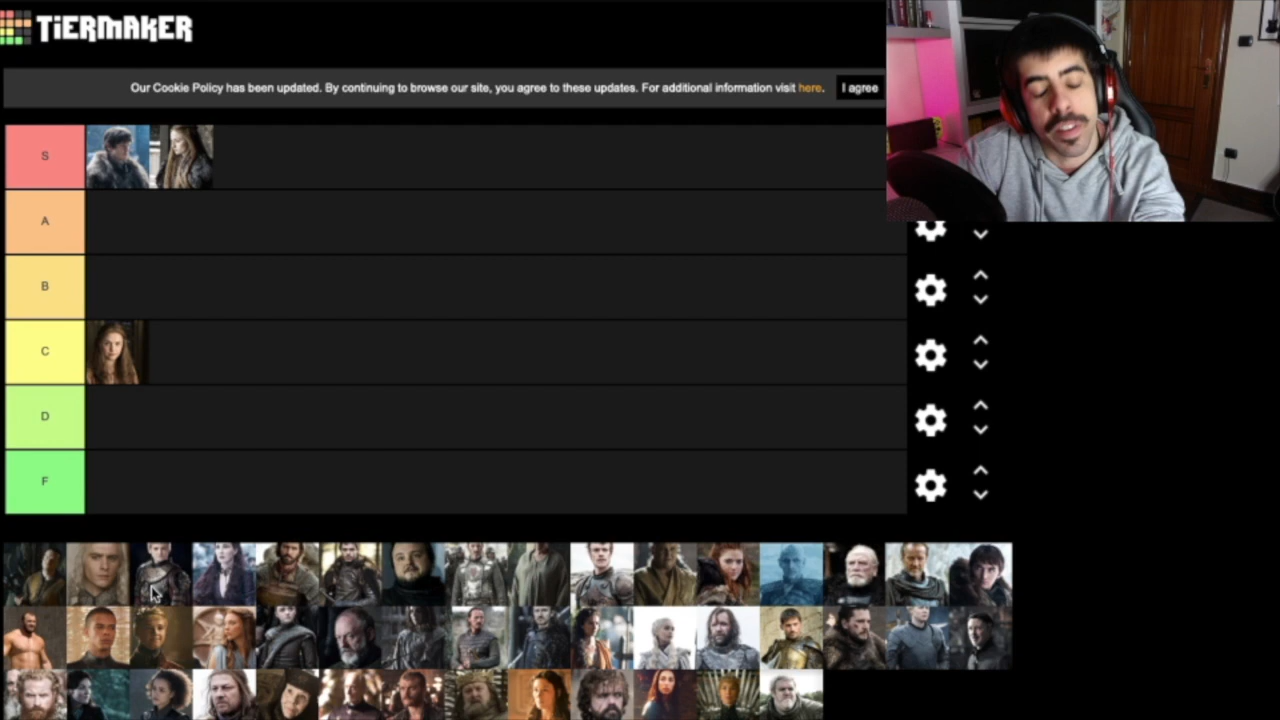 TiERMAKER
Our Cookie Policy has been updated. By continuing to browse our site, you agree to these updates. For additional information visit here. I agree
S
A
B
C
D
F